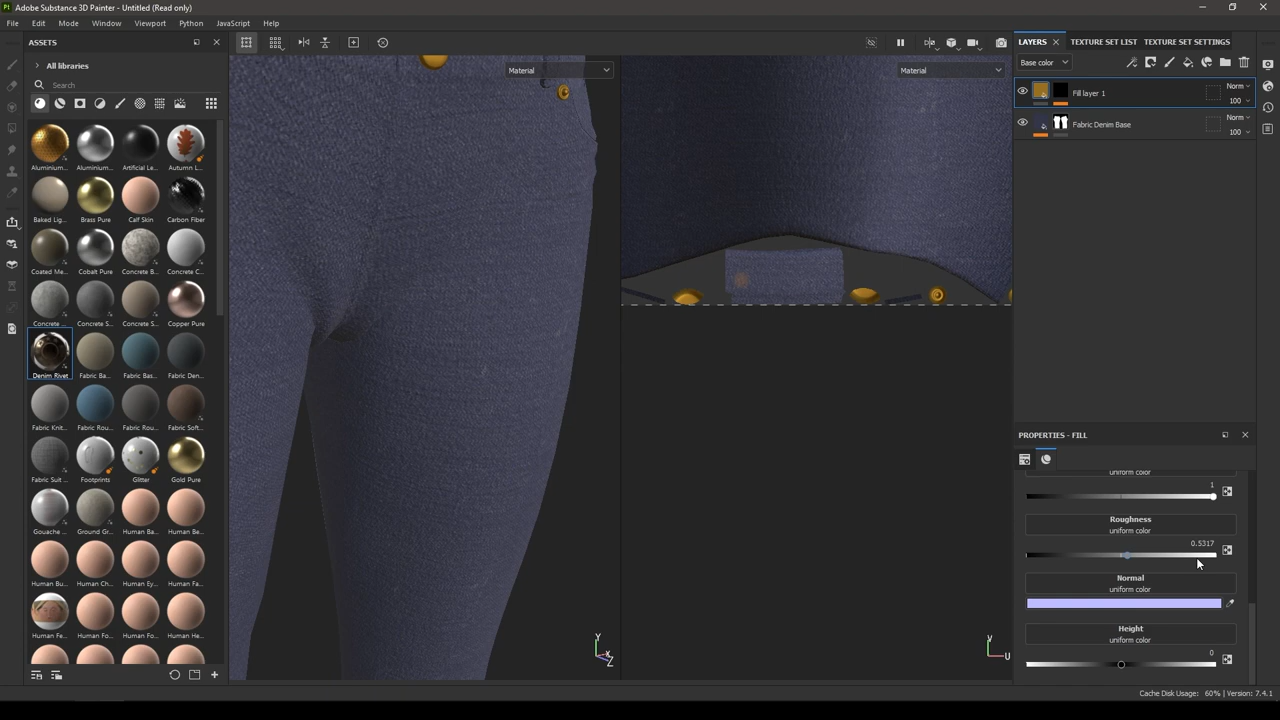 Adobe Substance 3D Painter - Untitled (Read only)
File Edit Mode Window Viewport Python JavaScript Help
ASSETS
All libraries
Search
Aluminium... Aluminium... Artificial Le... Autumn L...
Baked Lig... Brass Pure Calf Skin Carbon Fiber
Coated Me... Cobalt Pure Concrete B... Concrete C...
Concrete ... Concrete S... Concrete S... Copper Pure
Denim Rivet Fabric Ba... Fabric Bas... Fabric Den...
Fabric Knit... Fabric Rou... Fabric Rou... Fabric Soft...
Fabric Suit ... Footprints Glitter Gold Pure
Gouache ... Ground Gr... Human Ba... Human Be...
Human Bu... Human Ch... Human Ey... Human Fa...
Human Fe... Human Fo... Human Fo... Human He...
Material
Y
X
Z
Material
V
U
LAYERS TEXTURE SET LIST TEXTURE SET SETTINGS
Base color
Fill layer 1 Norm
100
Fabric Denim Base Norm
100
PROPERTIES - FILL
uniform color
1
Roughness
uniform color
0.5317
Normal
uniform color
Height
uniform color
0
Cache Disk Usage: 60% | Version: 7.4.1